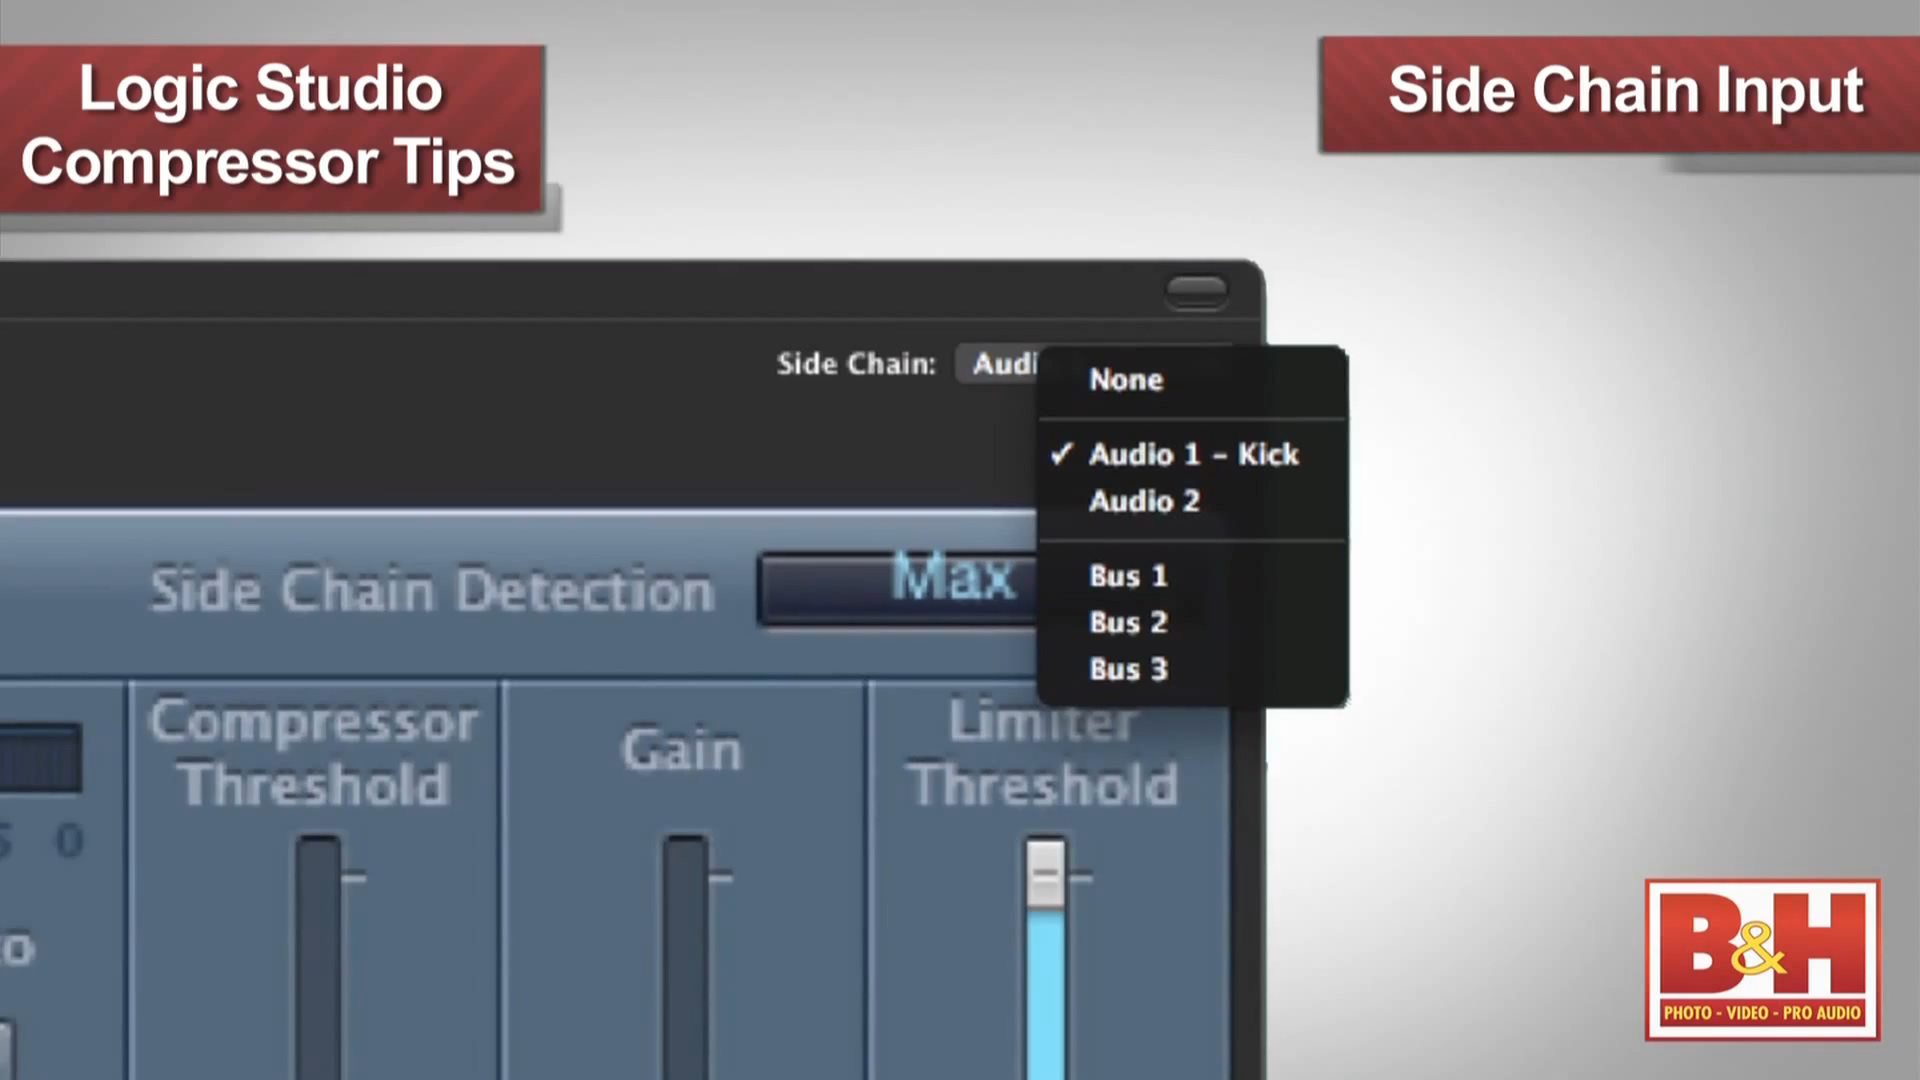 Logic Studio
Compressor Tips
Side Chain Input
Side Chain: Audi
None
✓ Audio 1 - Kick
Audio 2
Bus 1
Bus 2
Bus 3
Side Chain Detection Max
Compressor
Threshold
Gain
Limiter
Threshold
0
B&H
PHOTO - VIDEO - PRO AUDIO